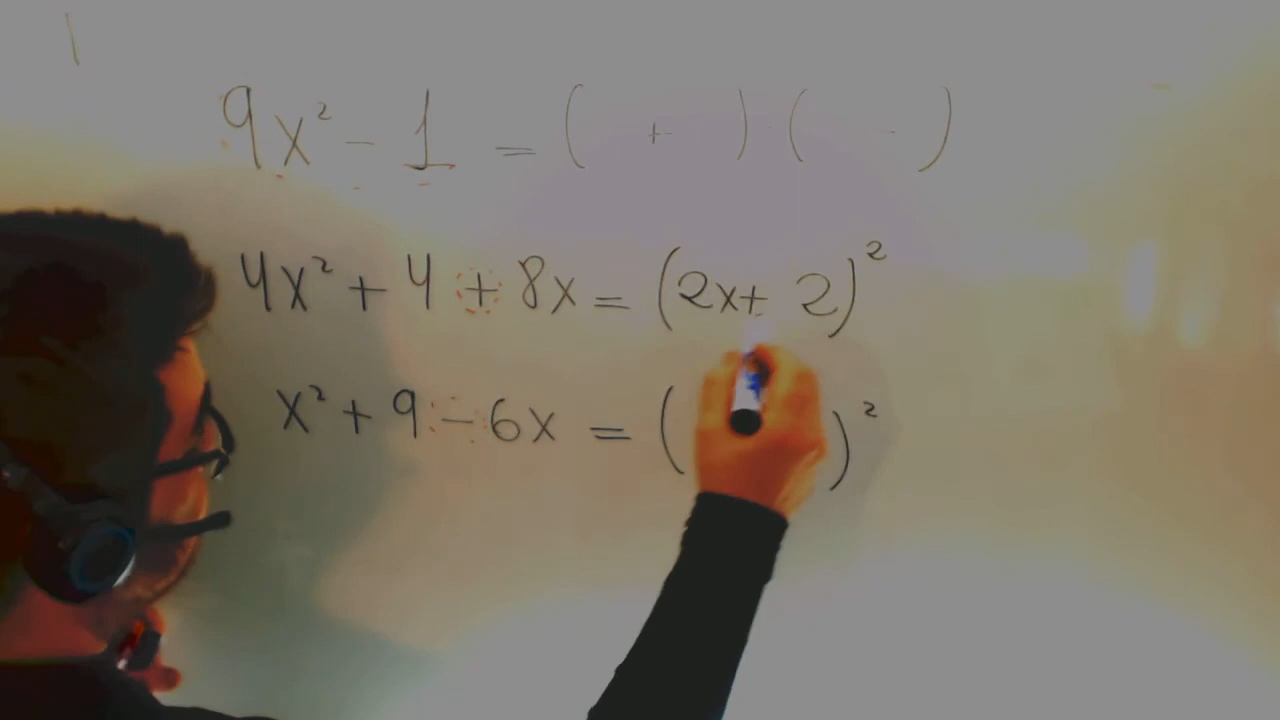 9x² - 1 = ( + ) · ( - )
4x² + 4 + 8x = (2x + 2)²
x² + 9 - 6x = ( )²